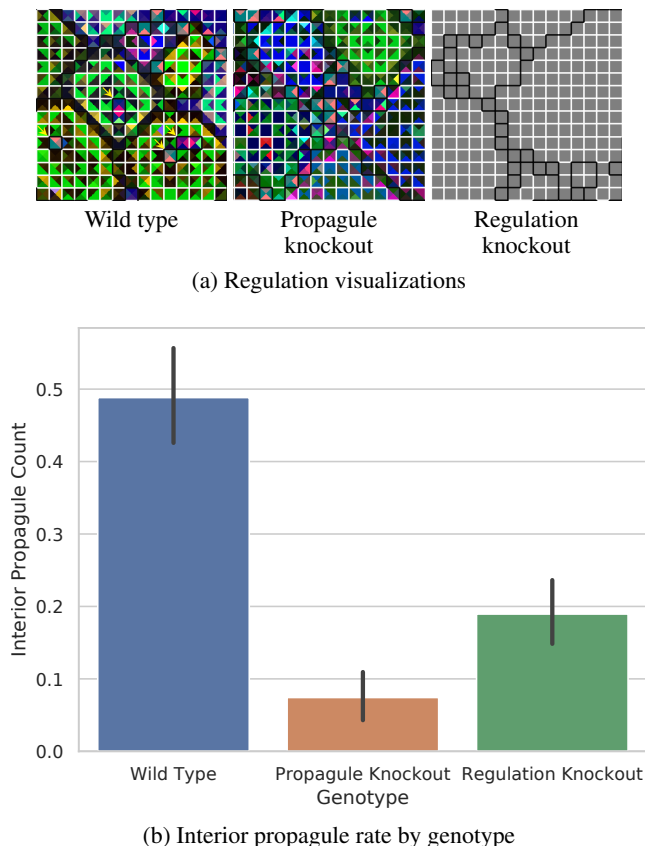 Wild type
Propagule
knockout
Regulation
knockout
(a) Regulation visualizations
Interior Propagule Count
0.5
0.4
0.3
0.2
0.1
0.0
Wild Type
Propagule Knockout
Regulation Knockout
Genotype
(b) Interior propagule rate by genotype